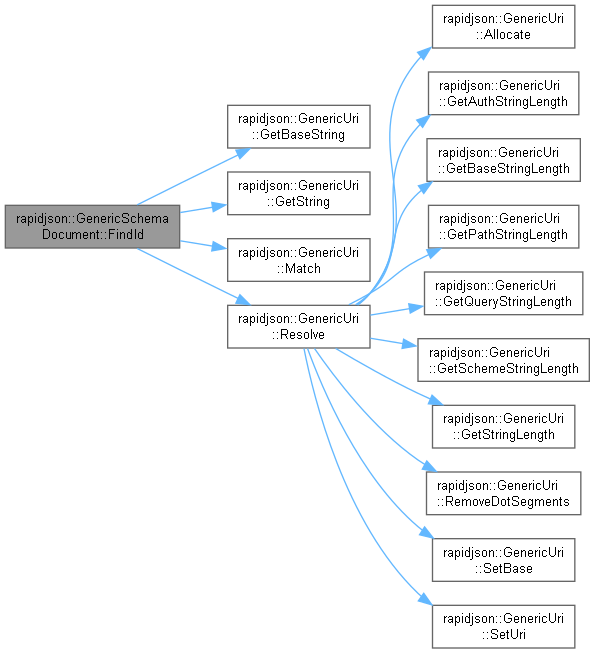 rapidjson::GenericSchema
Document::FindId
rapidjson::GenericUri
::GetBaseString
rapidjson::GenericUri
::GetString
rapidjson::GenericUri
::Match
rapidjson::GenericUri
::Resolve
rapidjson::GenericUri
::Allocate
rapidjson::GenericUri
::GetAuthStringLength
rapidjson::GenericUri
::GetBaseStringLength
rapidjson::GenericUri
::GetPathStringLength
rapidjson::GenericUri
::GetQueryStringLength
rapidjson::GenericUri
::GetSchemeStringLength
rapidjson::GenericUri
::GetStringLength
rapidjson::GenericUri
::RemoveDotSegments
rapidjson::GenericUri
::SetBase
rapidjson::GenericUri
::SetUri